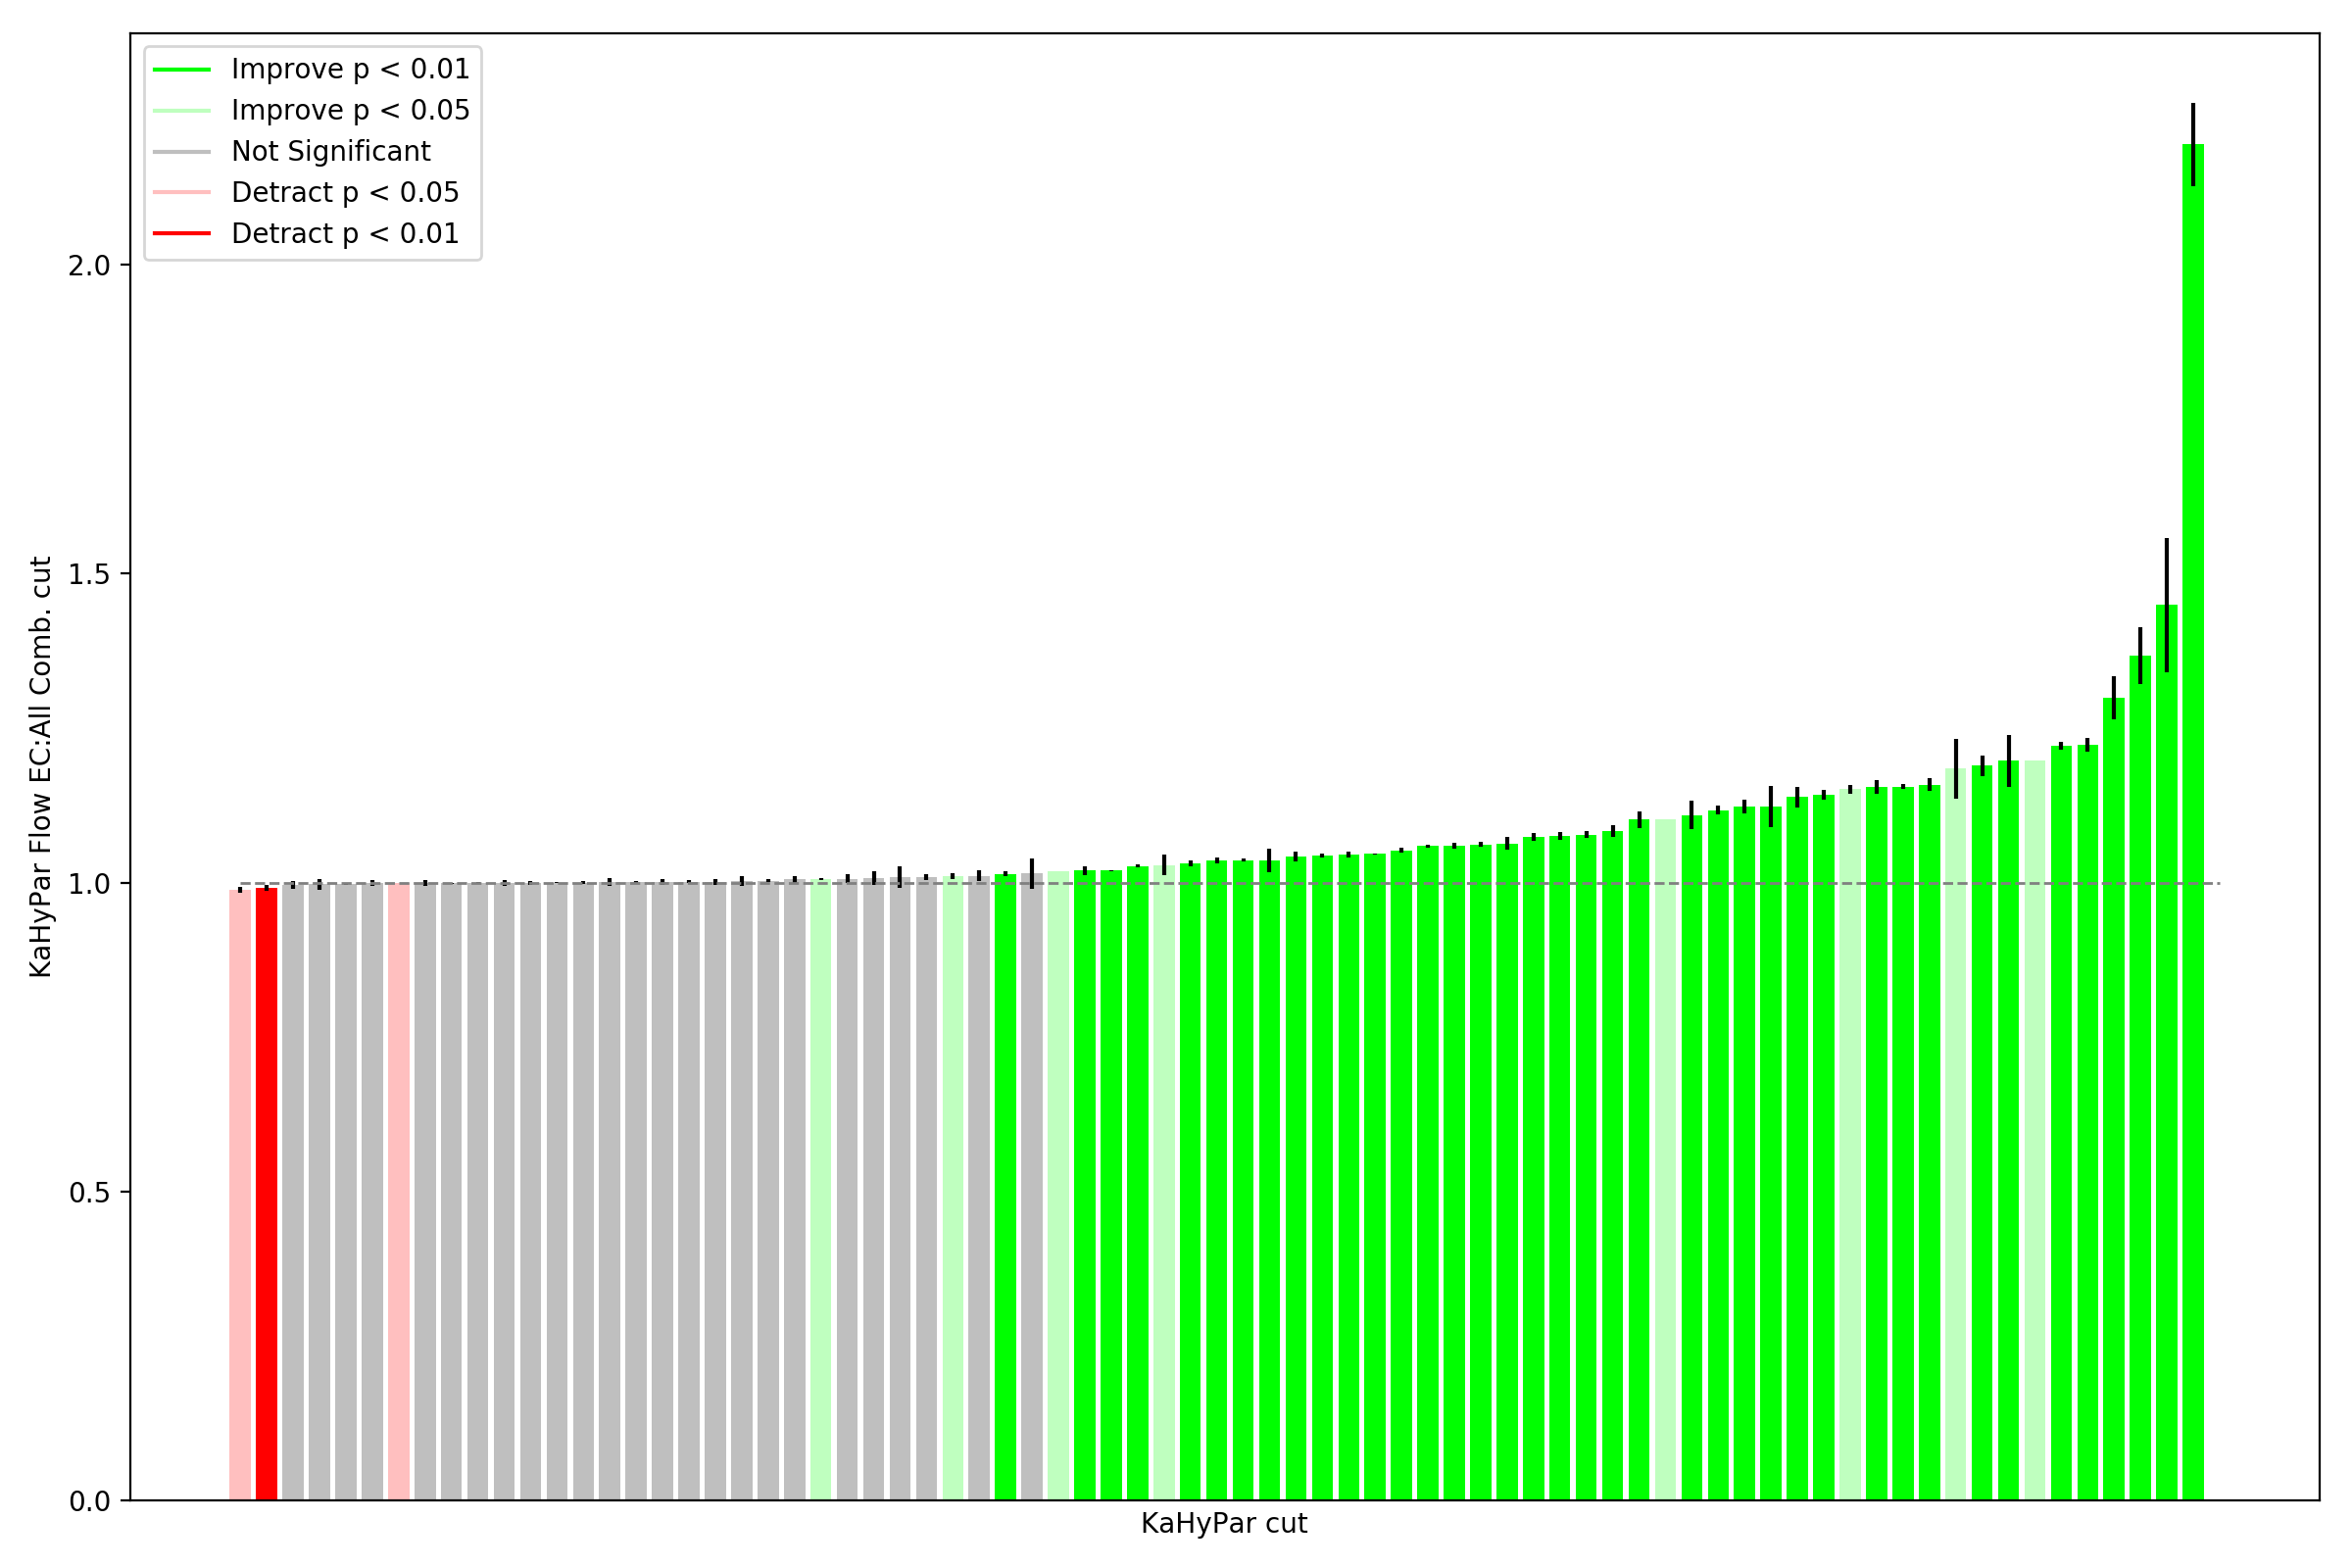 Improve p < 0.01
Improve p < 0.05
Not Significant
Detract p < 0.05
Detract p < 0.01
2.0
1.5
1.0
0.5
0.0
KaHyPar Flow EC:All Comb. cut
KaHyPar cut